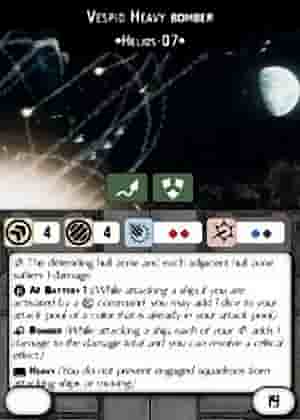 Vespid Heavy Bomber
•Helios-07•
4 4
The defending hull zone and each adjacent hull zone
suffers 1 damage.
AI Battery 1 (While attacking a ship, if you are
activated by a command, you may add 1 dice to your
attack pool of a color that is already in your attack pool.)
Bomber (While attacking a ship, each of your adds 1
damage to the damage total and you can resolve a critical
effect.)
Heavy (You do not prevent engaged squadrons from
attacking ships or moving.)
19